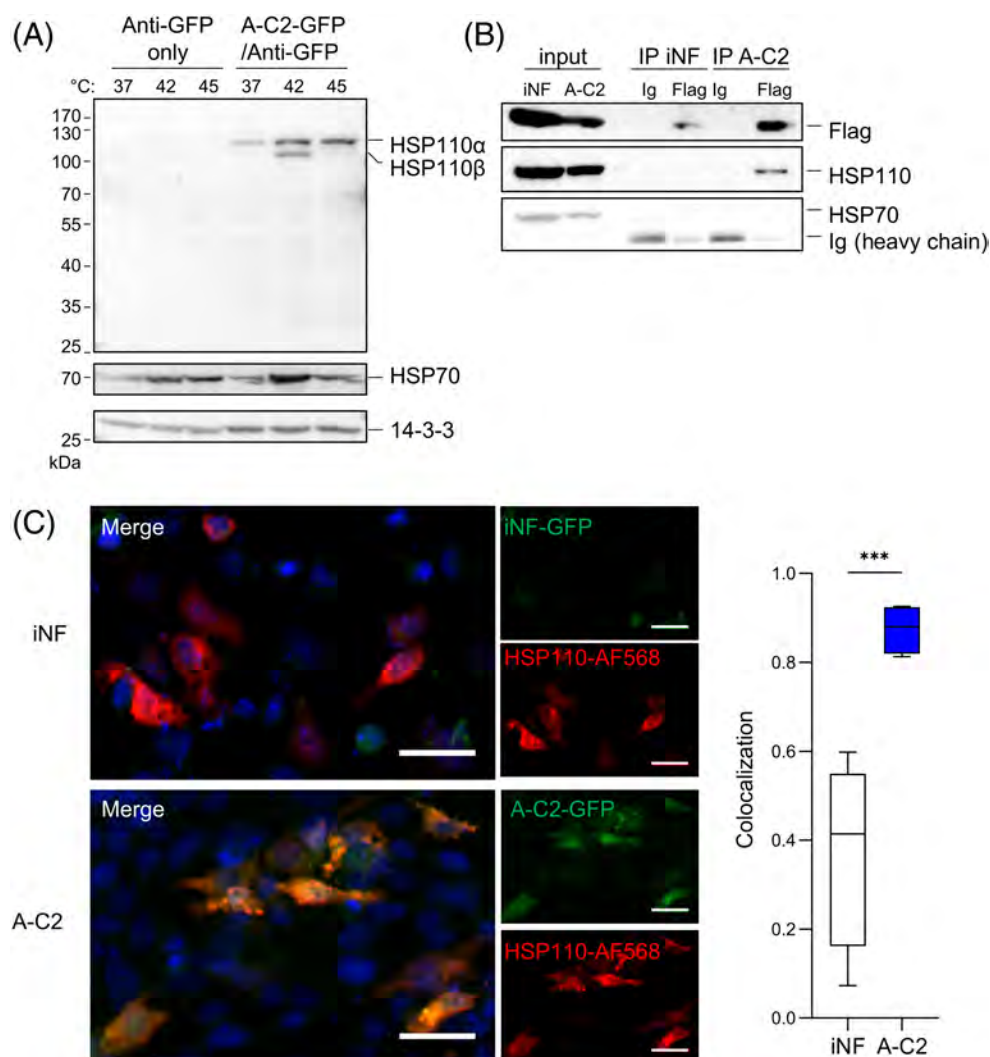 (A)
Anti-GFP only
A-C2-GFP /Anti-GFP
°C: 37 42 45 37 42 45
170
130
100
70
55
40
35
25
HSP110α
HSP110β
70
HSP70
25
14-3-3
kDa
(B)
input IP iNF IP A-C2
iNF A-C2 Ig Flag Ig Flag
Flag
HSP110
HSP70
Ig (heavy chain)
(C)
iNF
Merge
iNF-GFP
HSP110-AF568
A-C2
Merge
A-C2-GFP
HSP110-AF568
***
Colocalization
1.0
0.8
0.6
0.4
0.2
0.0
iNF A-C2